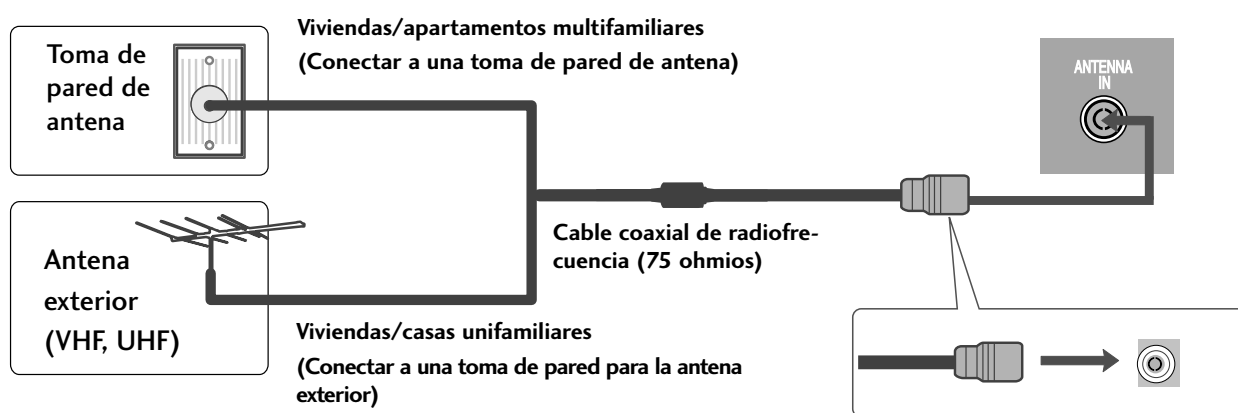 Toma de
pared de
antena
Viviendas/apartamentos multifamiliares
(Conectar a una toma de pared de antena)
ANTENNA
IN
Antena
exterior
(VHF, UHF)
Cable coaxial de radiofre-
cuencia (75 ohmios)
Viviendas/casas unifamiliares
(Conectar a una toma de pared para la antena
exterior)